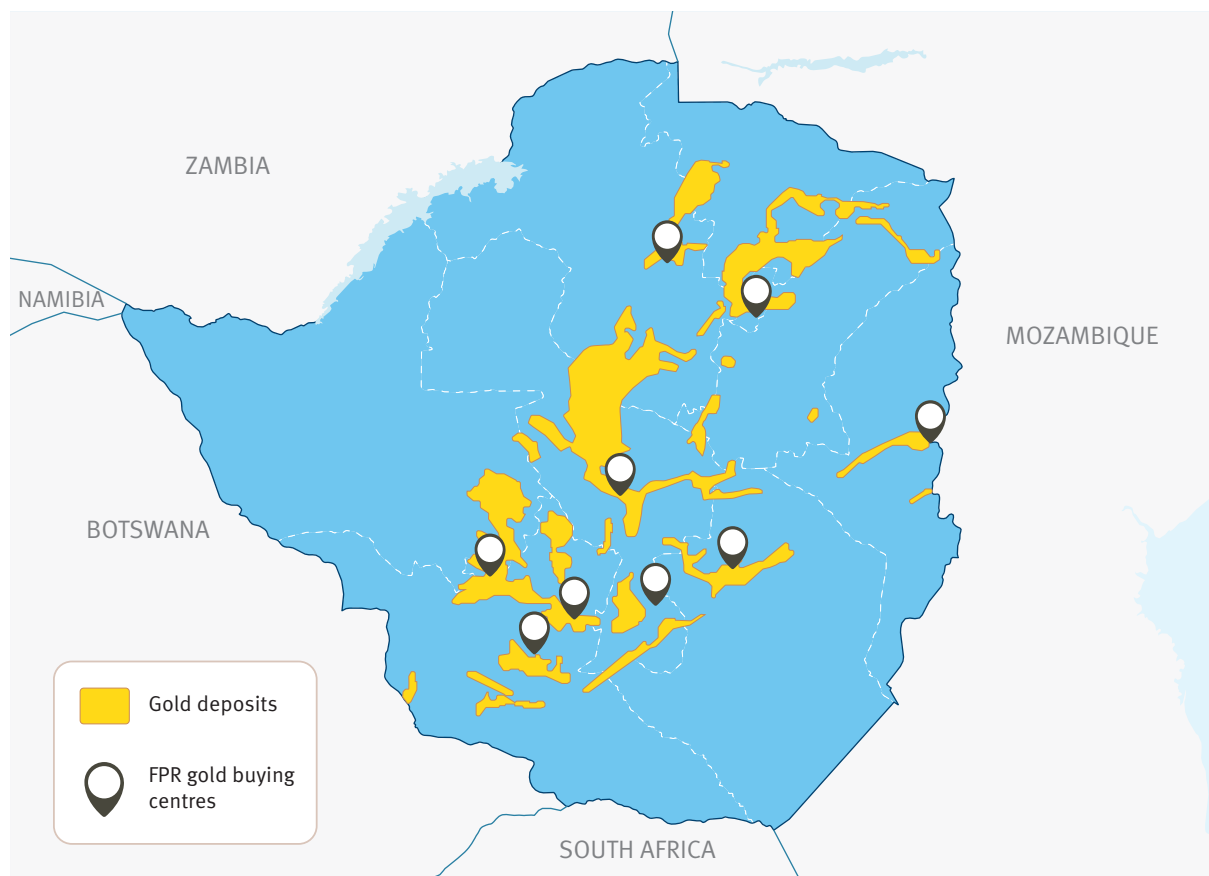 ZAMBIA
NAMIBIA
MOZAMBIQUE
BOTSWANA
Gold deposits
FPR gold buying
centres
SOUTH AFRICA